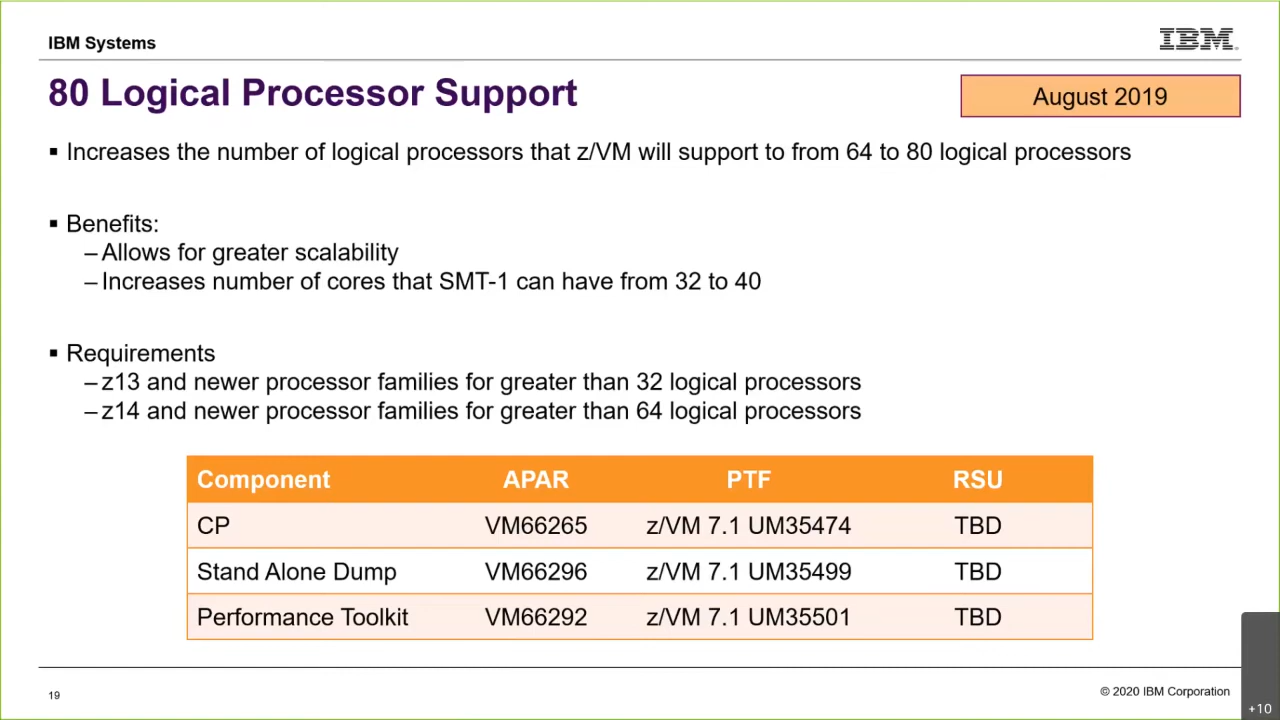 IBM Systems
IBM
80 Logical Processor Support
August 2019
▪ Increases the number of logical processors that z/VM will support to from 64 to 80 logical processors
▪ Benefits:
– Allows for greater scalability
– Increases number of cores that SMT-1 can have from 32 to 40
▪ Requirements
– z13 and newer processor families for greater than 32 logical processors
– z14 and newer processor families for greater than 64 logical processors
Component APAR PTF RSU
CP VM66265 z/VM 7.1 UM35474 TBD
Stand Alone Dump VM66296 z/VM 7.1 UM35499 TBD
Performance Toolkit VM66292 z/VM 7.1 UM35501 TBD
19
© 2020 IBM Corporation
+10